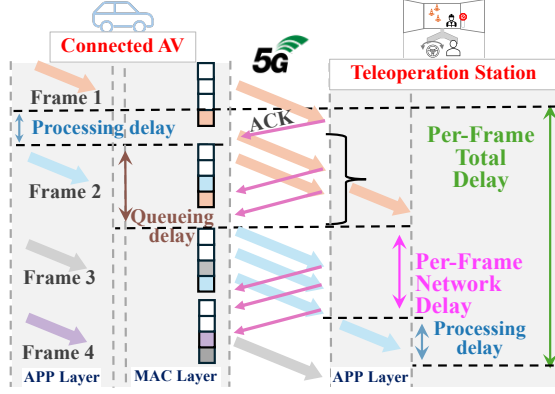 Connected AV
5G
Teleoperation Station
Frame 1
ACK
Processing delay
Per-Frame
Total
Delay
Frame 2
Queueing
delay
Per-Frame
Network
Delay
Frame 3
Processing
delay
Frame 4
APP Layer
MAC Layer
APP Layer